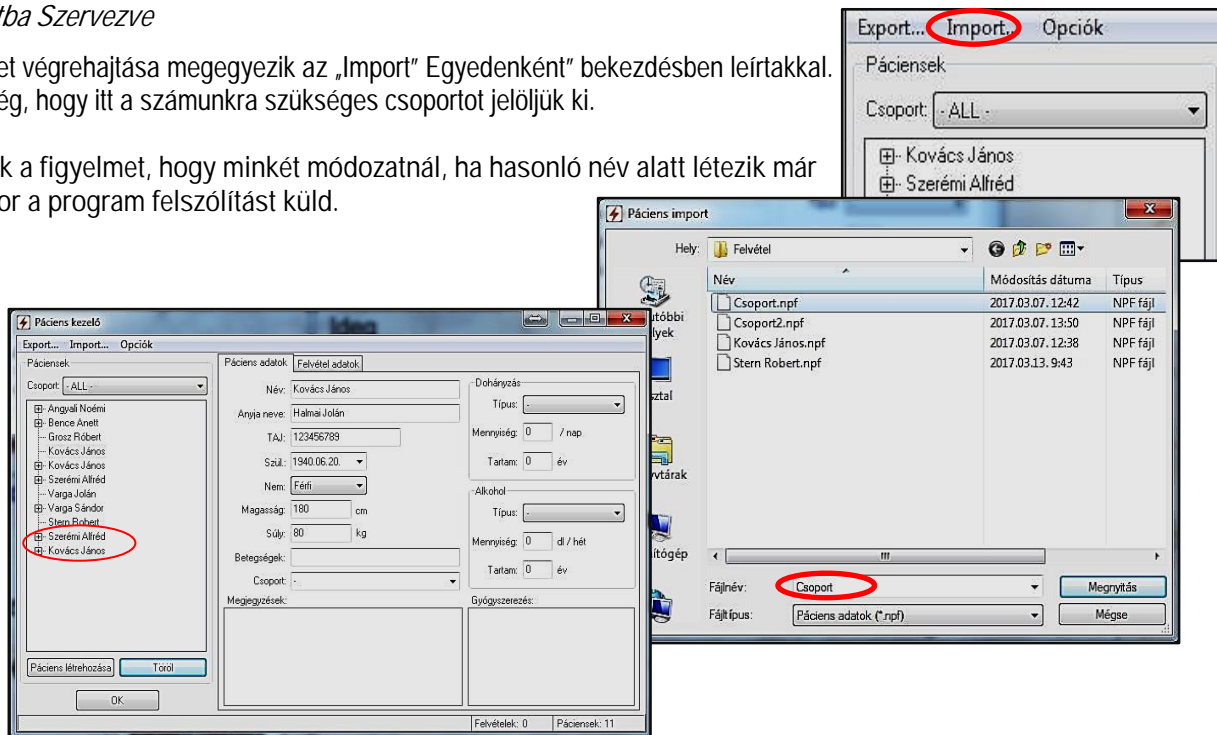 tba Szervezve
et végrehajtása megegyezik az „Import” Egyedenként” bekezdésben leírtakkal.
ég, hogy itt a számunkra szükséges csoportot jelöljük ki.
k a figyelmet, hogy minkét módozatnál, ha hasonló név alatt létezik már
or a program felszólítást küld.
Export... Import... Opciók
Páciensek
Csoport: - ALL -
Kovács János
Szerémi Alfréd
Páciens import
Hely: Felvétel
Név Módosítás dátuma Típus
Csoport.npf 2017.03.07. 12:42 NPF fájl
Csoport2.npf 2017.03.07. 13:50 NPF fájl
Kovács János.npf 2017.03.07. 12:38 NPF fájl
Stern Robert.npf 2017.03.13. 9:43 NPF fájl
utóbbi
lyek
sztal
yvtárak
ítógép
Fájlnév: Csoport Megnyitás
Fájltípus: Páciens adatok (*.npf) Mégse
Páciens kezelő
Export... Import... Opciók
Páciensek
Csoport: - ALL -
Angyali Noémi
Bence Anett
Grosz Róbert
Kovács János
Kovács János
Szerémi Alfréd
Varga Jolán
Varga Sándor
Stern Robert
Szerémi Alfréd
Kovács János
Páciens létrehozása Töröl
OK
Páciens adatok Felvétel adatok
Név: Kovács János
Anyja neve: Halmai Jolán
TAJ: 123456789
Szül.: 1940.06.20.
Nem: Férfi
Magasság: 180 cm
Súly: 80 kg
Betegségek:
Csoport: -
Megjegyzések:
Dohányzás
Típus: -
Mennyiség: 0 / nap
Tartam: 0 év
Alkohol
Típus: -
Mennyiség: 0 dl / hét
Tartam: 0 év
Gyógyszerezés:
Felvételek: 0 Páciensek: 11